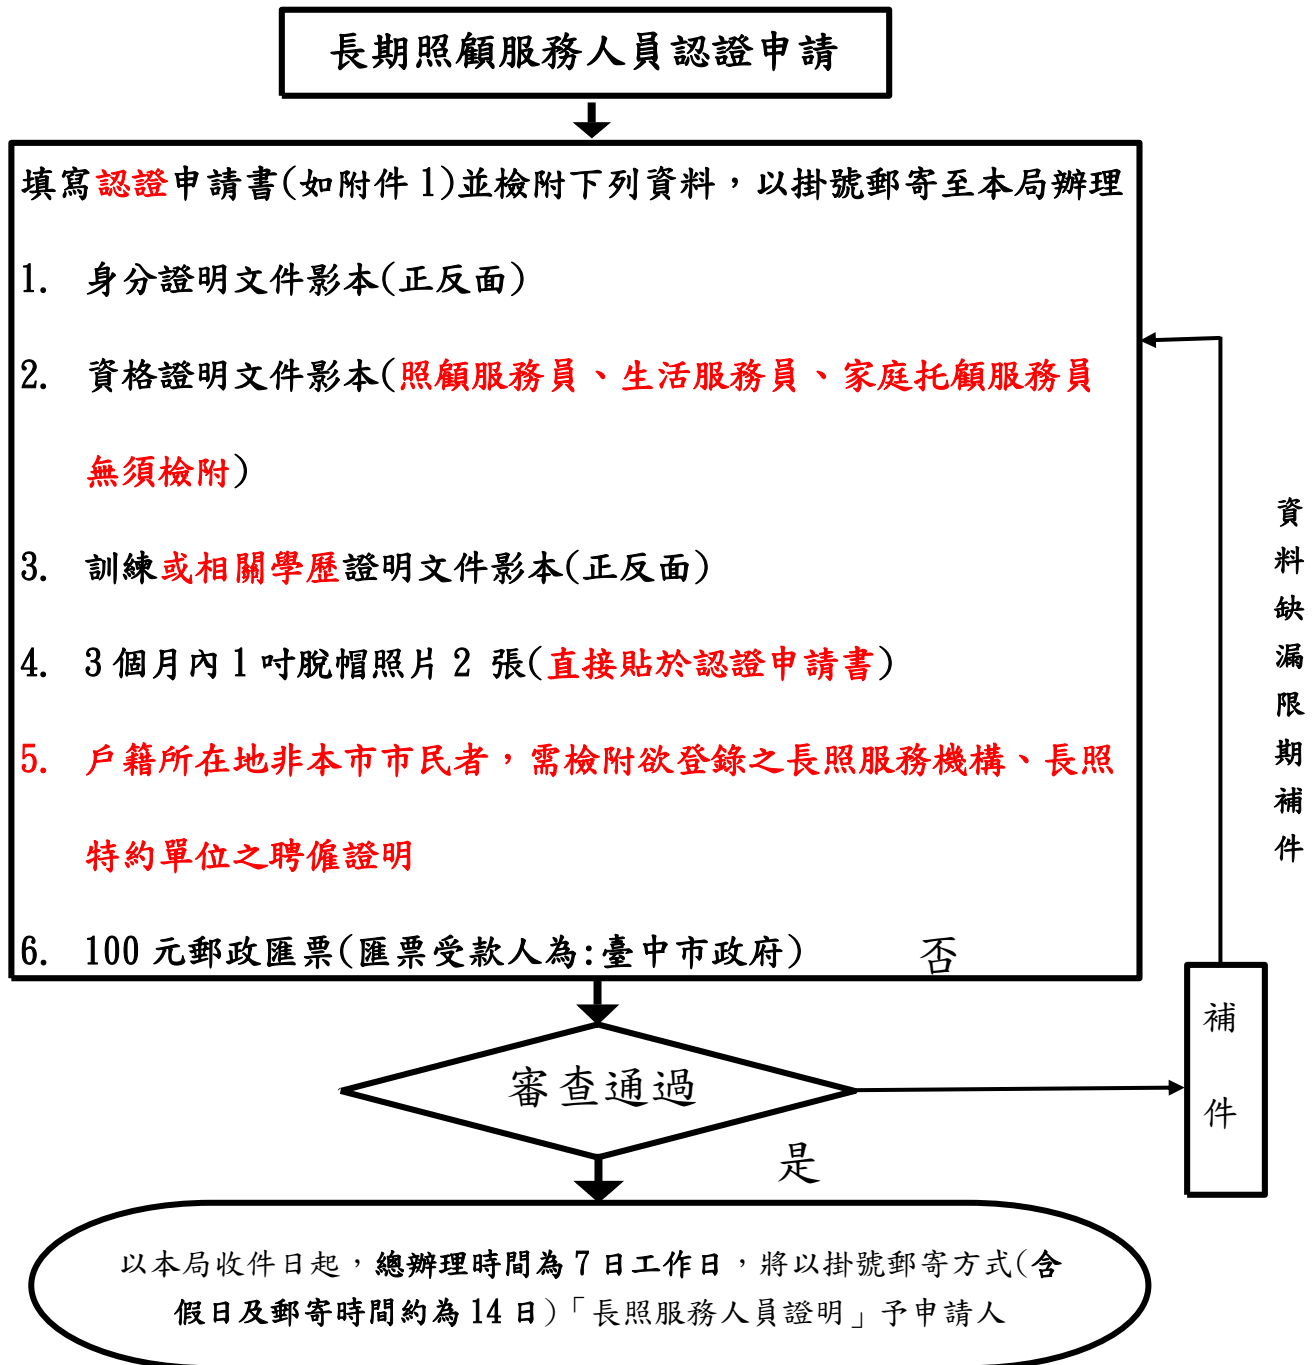 長期照顧服務人員認證申請
填寫認證申請書(如附件1)並檢附下列資料，以掛號郵寄至本局辦理
1. 身分證明文件影本(正反面)
2. 資格證明文件影本(照顧服務員、生活服務員、家庭托顧服務員
無須檢附)
3. 訓練或相關學歷證明文件影本(正反面)
4. 3個月內1吋脫帽照片2 張(直接貼於認證申請書)
5. 戶籍所在地非本市市民者，需檢附欲登錄之長照服務機構、長照
特約單位之聘僱證明
6. 100元郵政匯票(匯票受款人為:臺中市政府)
否
資料缺漏限期補件
補件
審查通過
是
以本局收件日起，總辦理時間為7日工作日，將以掛號郵寄方式(含
假日及郵寄時間約為14日)「長照服務人員證明」予申請人